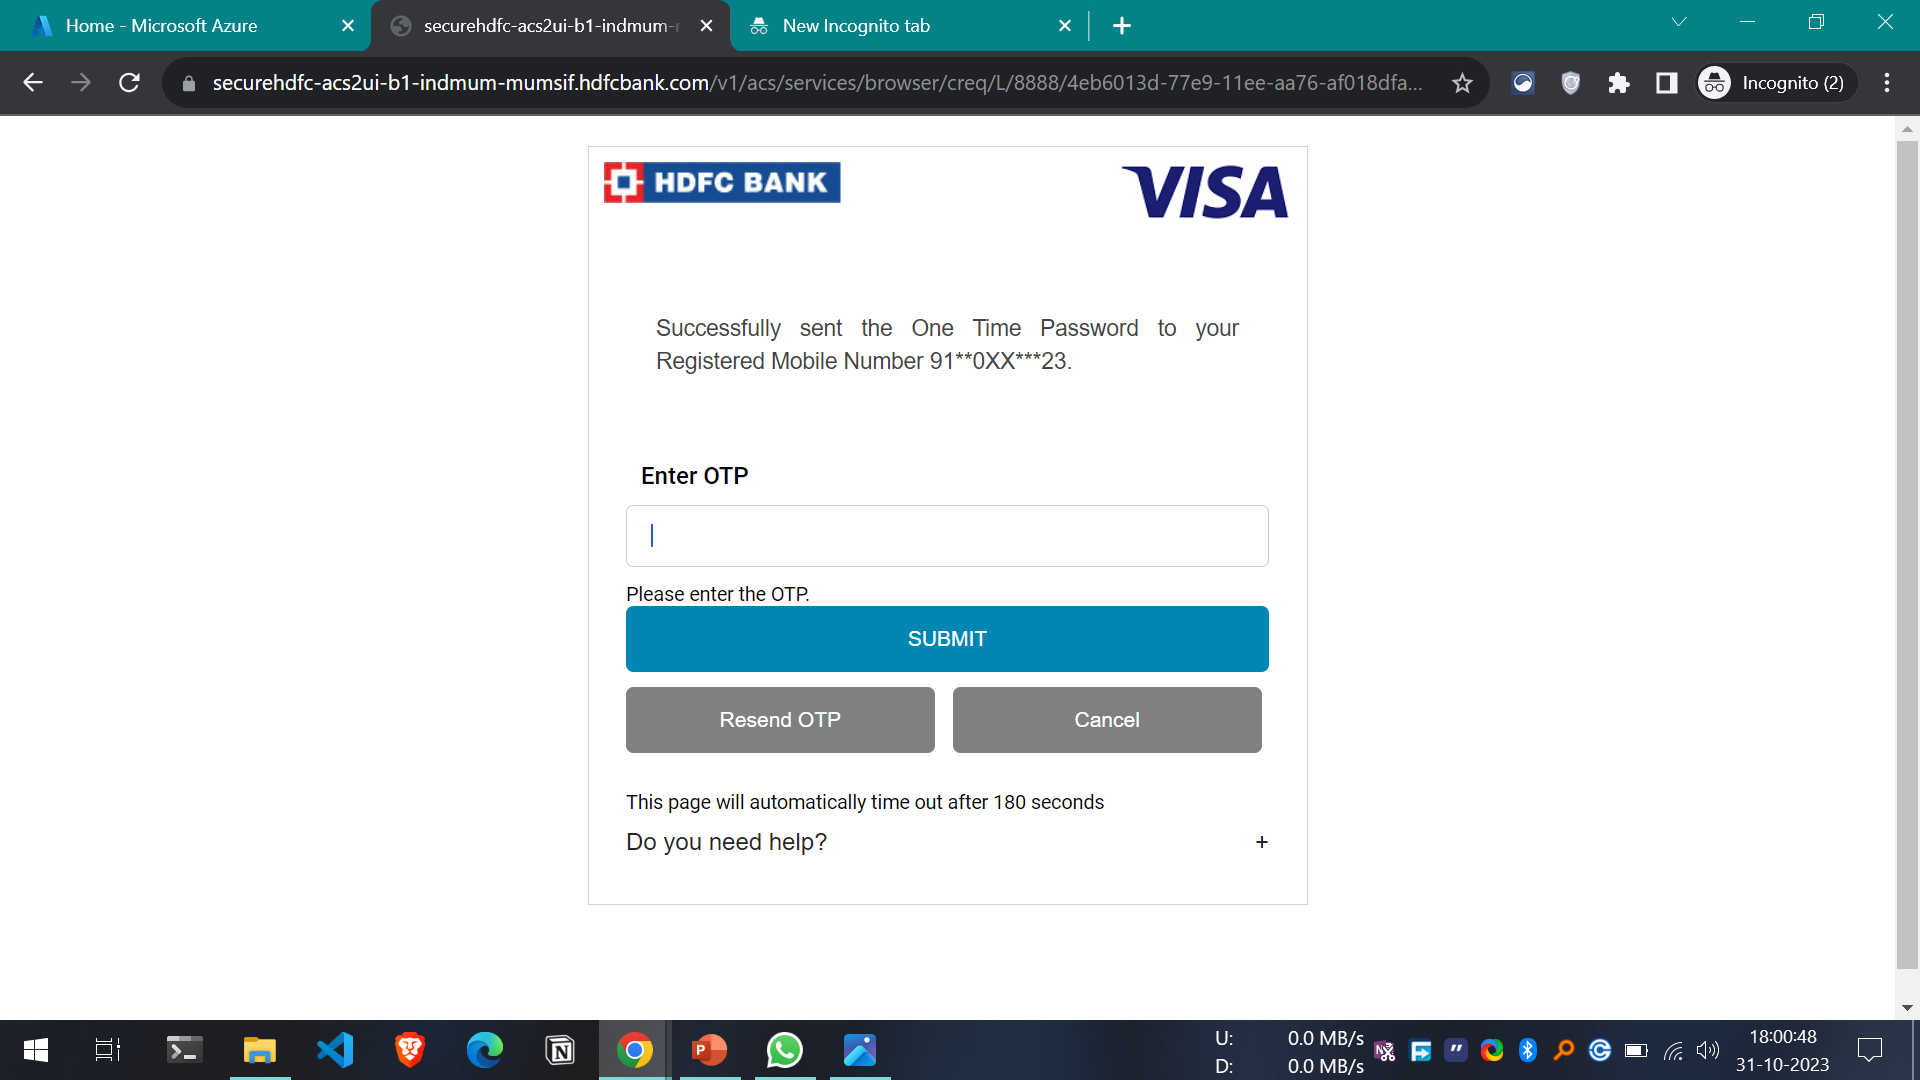 Home - Microsoft Azure
securehdfc-acs2ui-b1-indmum-
New Incognito tab
securehdfc-acs2ui-b1-indmum-mumsif.hdfcbank.com/v1/acs/services/browser/creq/L/8888/4eb6013d-77e9-11ee-aa76-af018dfa...
Incognito (2)
HDFC BANK
VISA
Successfully sent the One Time Password to your
Registered Mobile Number 91**0XX***23.
Enter OTP
Please enter the OTP.
SUBMIT
Resend OTP
Cancel
This page will automatically time out after 180 seconds
Do you need help?
+
U: 0.0 MB/s
D: 0.0 MB/s
18:00:48
31-10-2023